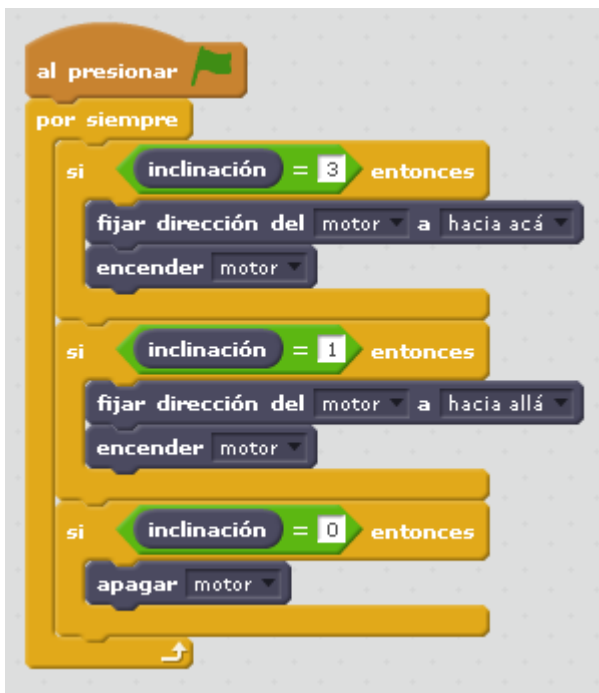 al presionar
por siempre
si inclinación = 3 entonces
fijar dirección del motor a hacia acá
encender motor
si inclinación = 1 entonces
fijar dirección del motor a hacia allá
encender motor
si inclinación = 0 entonces
apagar motor